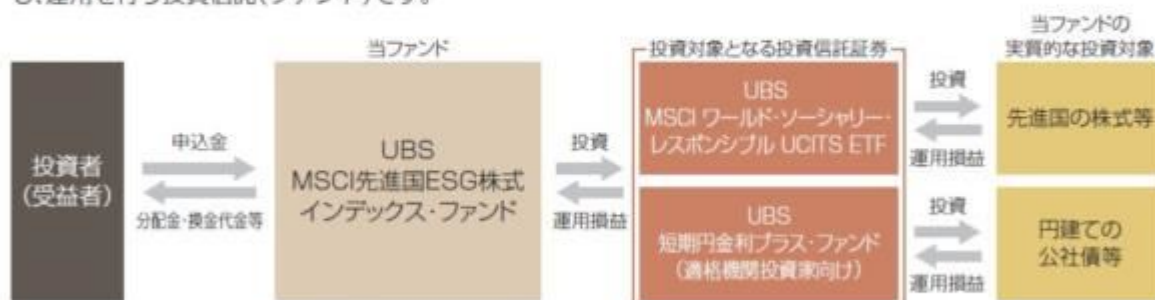 当ファンド
投資対象となる投資信託証券
当ファンドの
実質的な投資対象
投資者
(受益者)
申込金
分配金・換金代金等
UBS
MSCI先進国ESG株式
インデックス・ファンド
投資
運用損益
UBS
MSCI ワールド・ソーシャリー・
レスポンシブル UCITS ETF
投資
運用損益
先進国の株式等
UBS
短期円金利プラス・ファンド
(適格機関投資家向け)
投資
運用損益
円建ての
公社債等